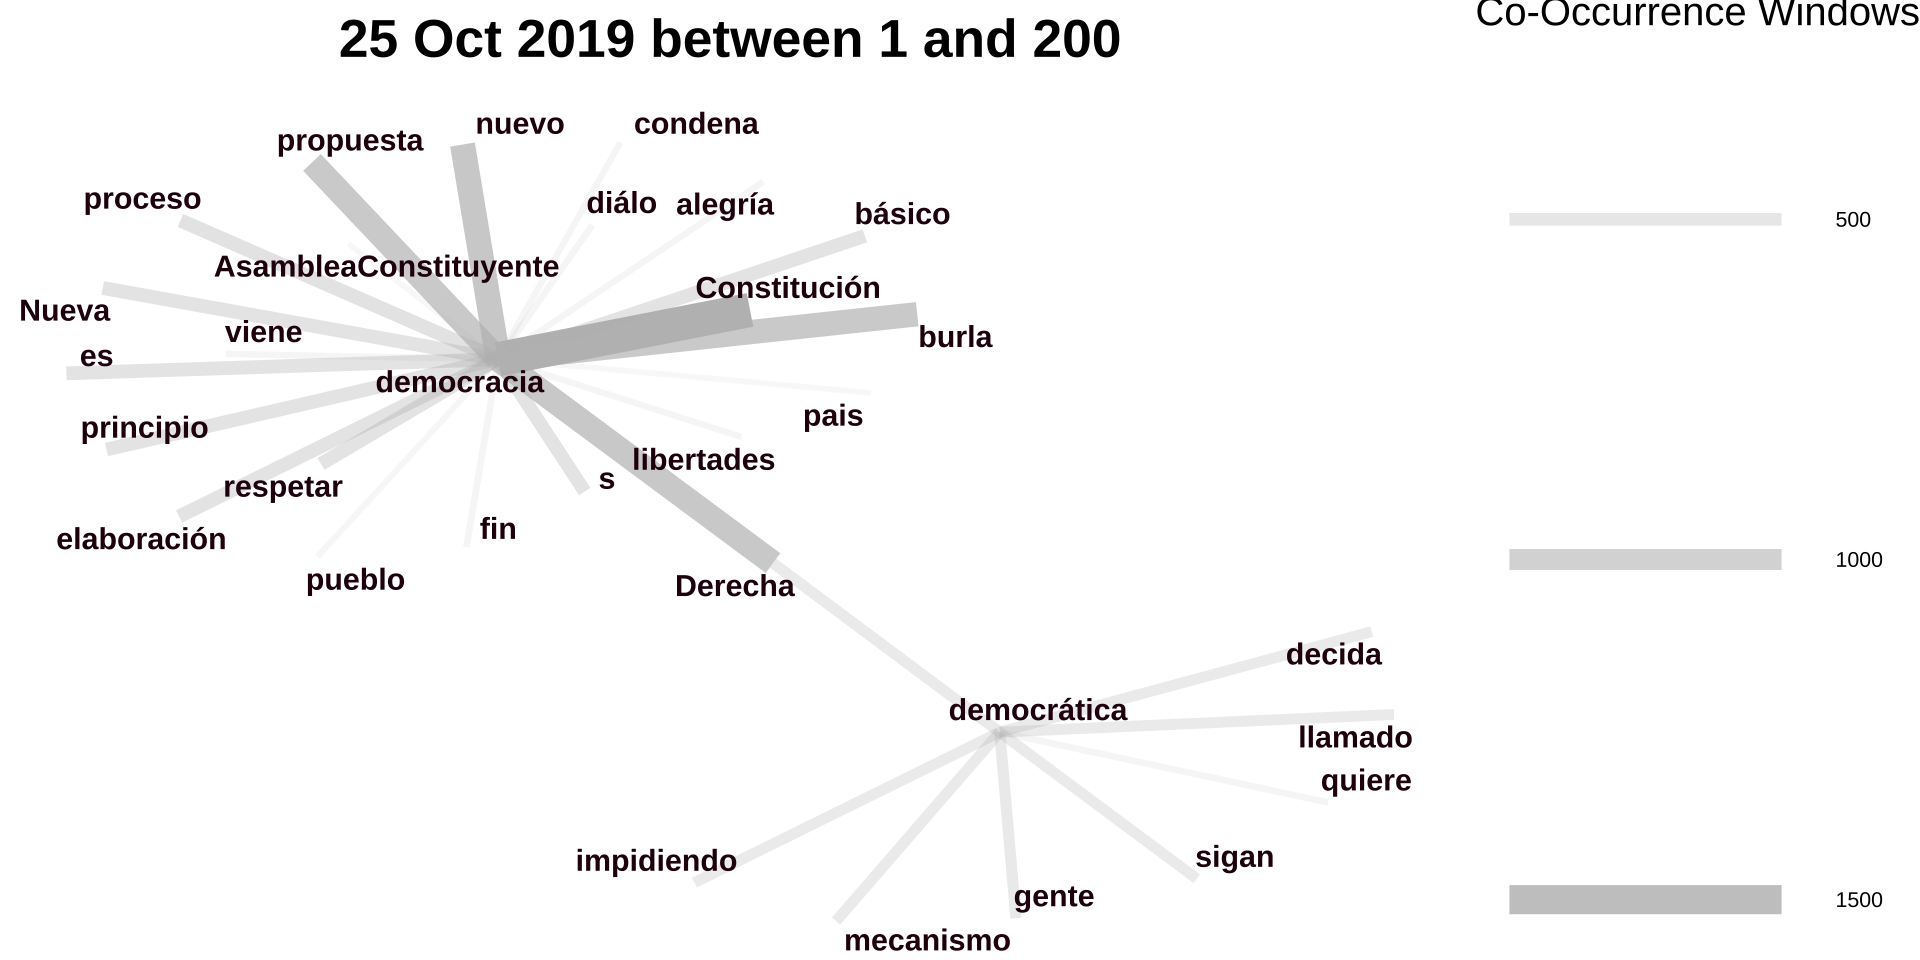 25 Oct 2019 between 1 and 200
Co-Occurrence Windows
nuevo
condena
propuesta
proceso
diálo
alegría
básico
500
AsambleaConstituyente
Constitución
Nueva
viene
burla
es
democracia
pais
principio
libertades
s
respetar
fin
elaboración
pueblo
Derecha
1000
decida
democrática
llamado
quiere
sigan
impidiendo
gente
1500
mecanismo